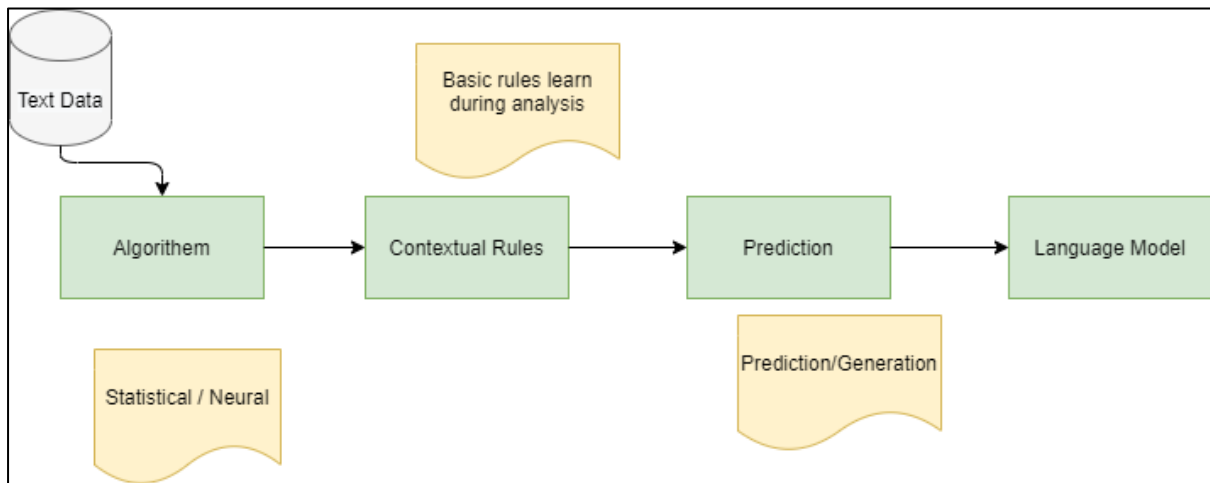 Text Data
Basic rules learn
during analysis
Algorithem
Contextual Rules
Prediction
Language Model
Statistical / Neural
Prediction/Generation